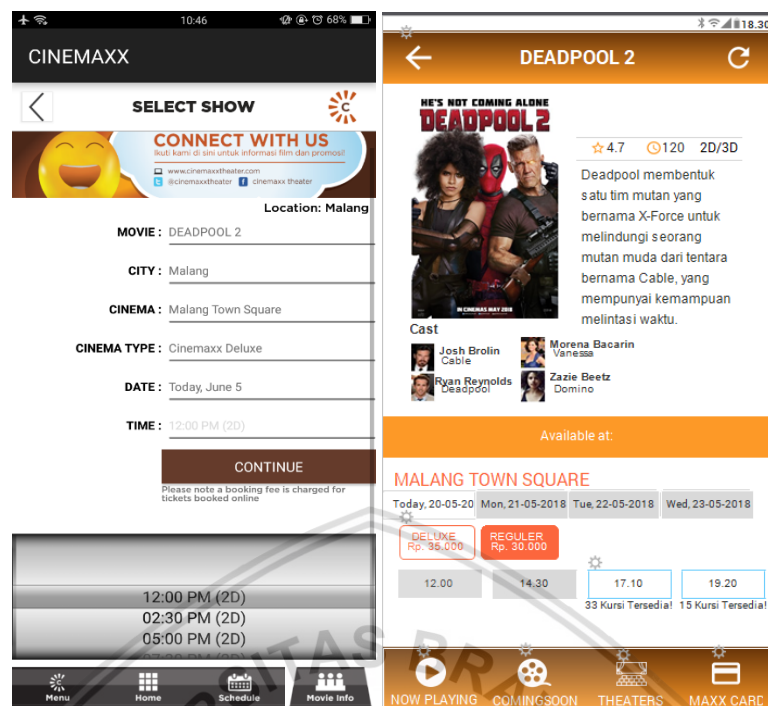 10:46
68%
CINEMAXX
SELECT SHOW
CONNECT WITH US
Ikuti kami di sini untuk informasi film dan promosi!
www.cinemaxxtheater.com
@cinemaxxtheater f cinemaxx theater
Location: Malang
MOVIE : DEADPOOL 2
CITY : Malang
CINEMA : Malang Town Square
CINEMA TYPE : Cinemaxx Deluxe
DATE : Today, June 5
TIME : 12:00 PM (2D)
CONTINUE
Please note a booking fee is charged for
tickets booked online
12:00 PM (2D)
02:30 PM (2D)
05:00 PM (2D)
07:30 PM (2D)
Menu Home Schedule Movie Info
18.30
DEADPOOL 2
HE'S NOT COMING ALONE
DEADPOOL 2
IN CINEMAS MAY 2018
4.7 120 2D/3D
Deadpool membentuk
satu tim mutan yang
bernama X-Force untuk
melindungi seorang
mutan muda dari tentara
bernama Cable, yang
mempunyai kemampuan
melintasi waktu.
Cast
Josh Brolin
Cable
Morena Bacarin
Vanessa
Ryan Reynolds
Deadpool
Zazie Beetz
Domino
Available at:
MALANG TOWN SQUARE
Today, 20-05-20 Mon, 21-05-2018 Tue, 22-05-2018 Wed, 23-05-2018
DELUXE
Rp. 35.000
REGULER
Rp. 30.000
12.00 14.30 17.10 19.20
33 Kursi Tersedia! 15 Kursi Tersedia!
NOW PLAYING COMINGSOON THEATERS MAXX CARD
SITAS BRA